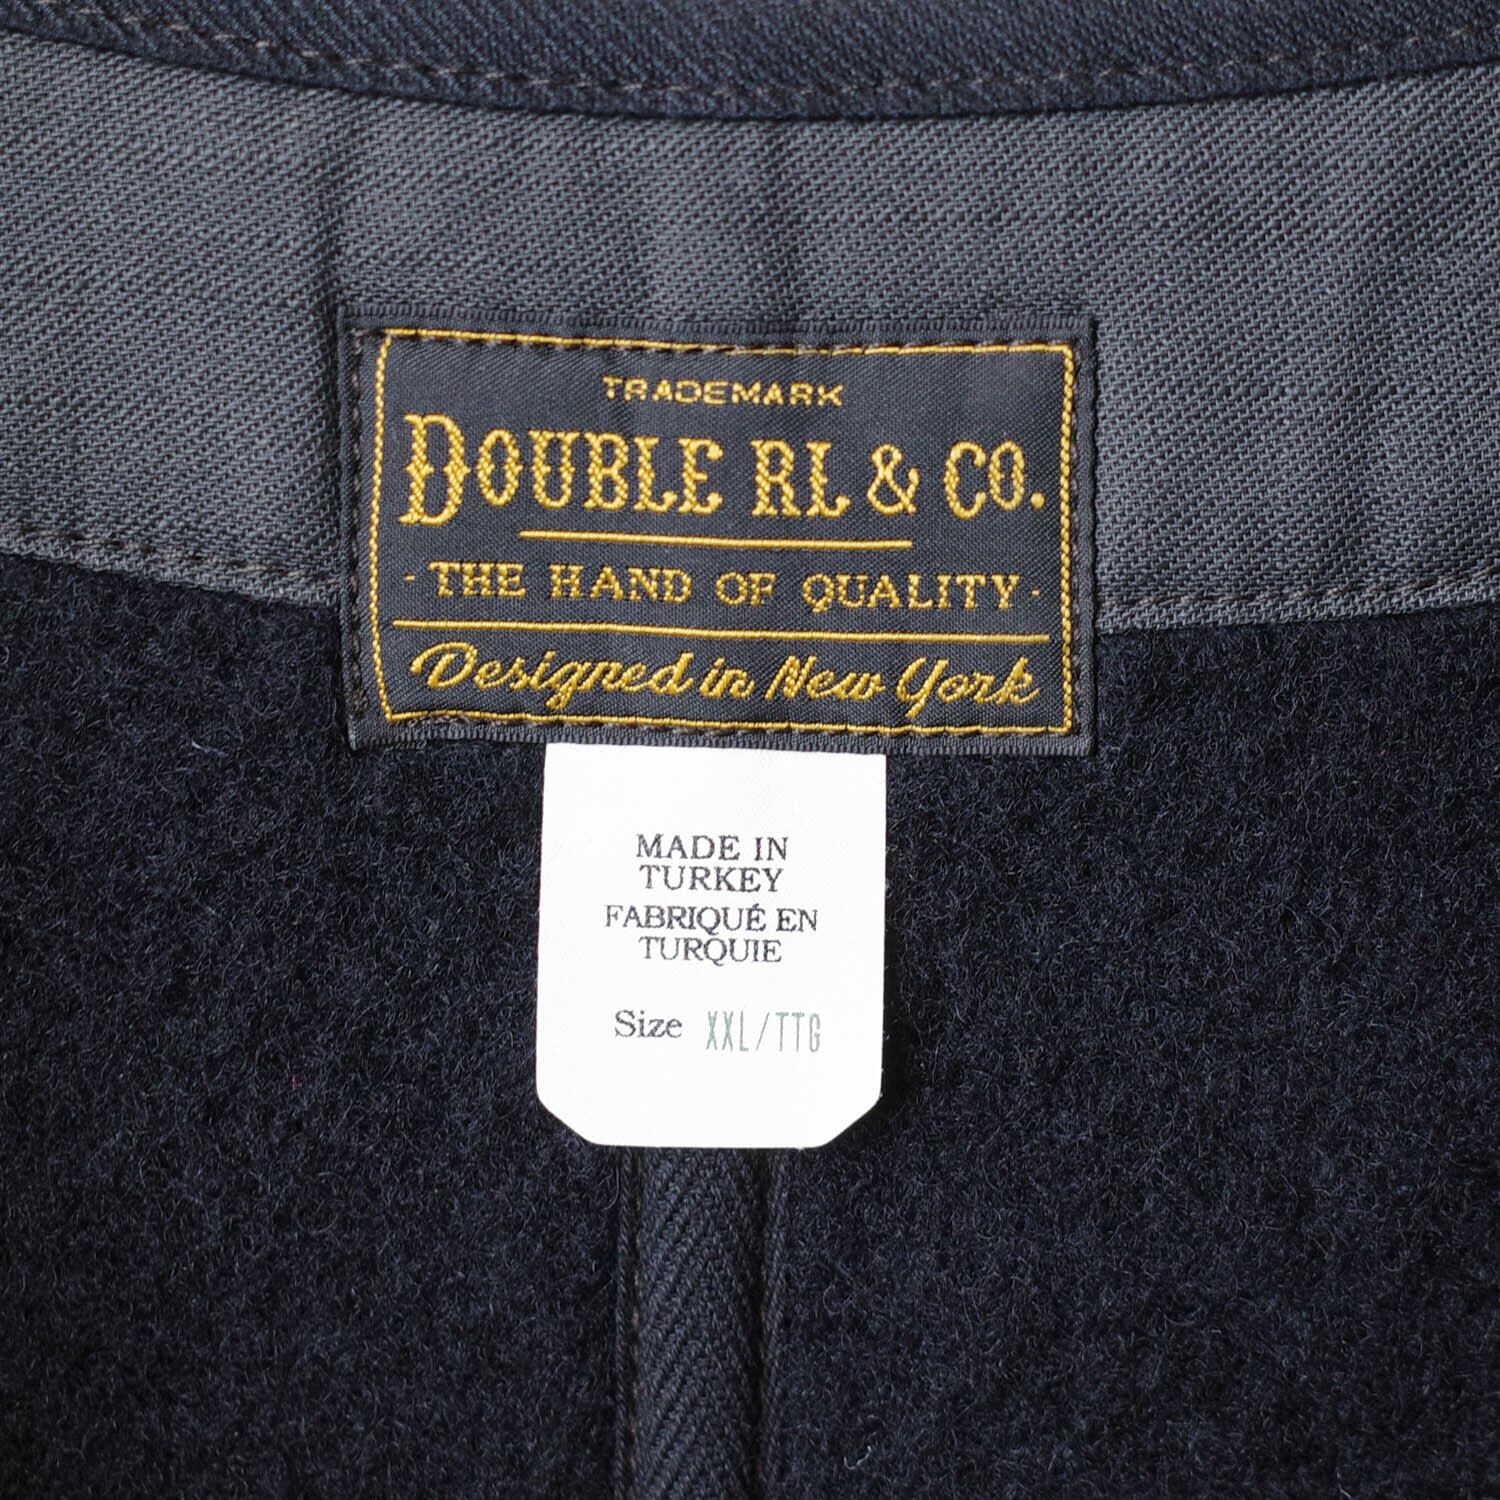 TRADEMARK
DOUBLE RL & CO.
· THE HAND OF QUALITY ·
Designed in New York
MADE IN
TURKEY
FABRIQUÉ EN
TURQUIE
Size XXL/TTG